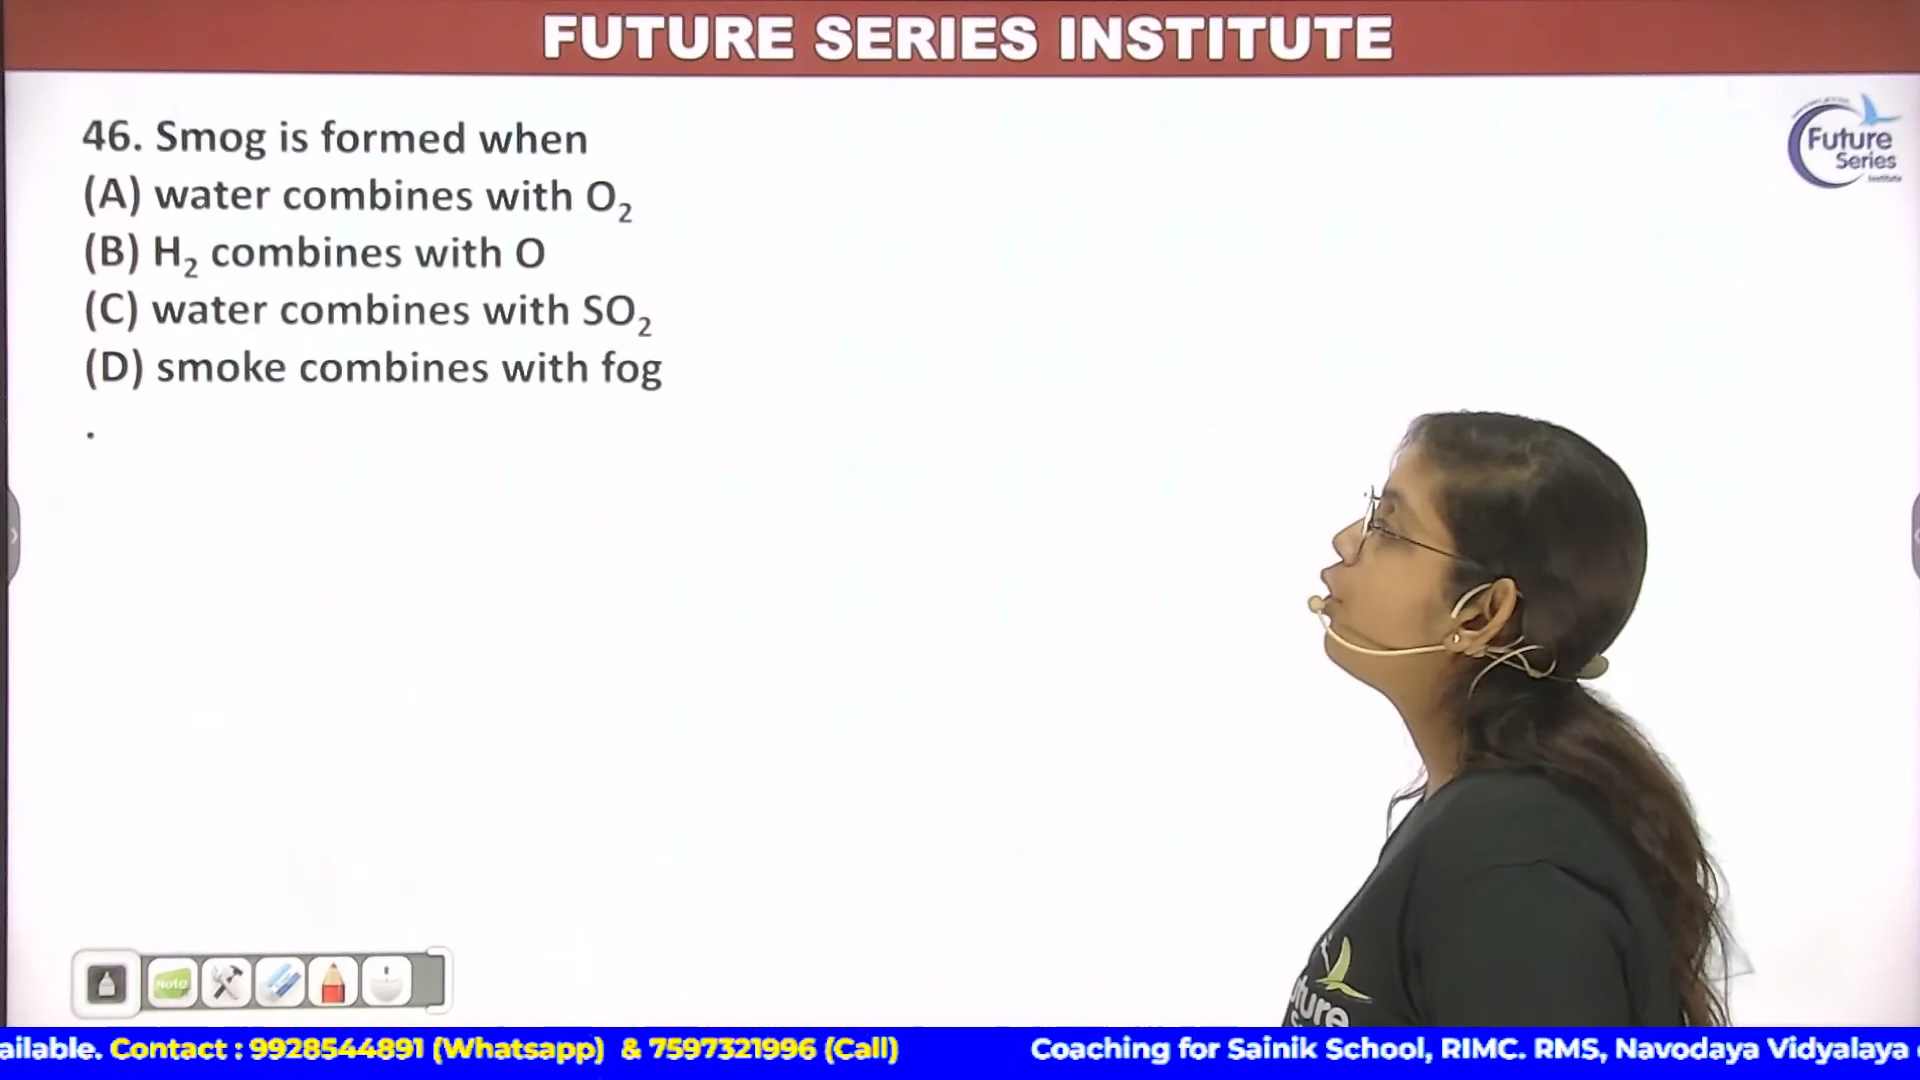 FUTURE SERIES INSTITUTE
Future
Series
Institute
46. Smog is formed when
(A) water combines with O₂
(B) H₂ combines with O
(C) water combines with SO₂
(D) smoke combines with fog
.
Note
ailable. Contact : 9928544891 (Whatsapp) & 7597321996 (Call) Coaching for Sainik School, RIMC. RMS, Navodaya Vidyalaya